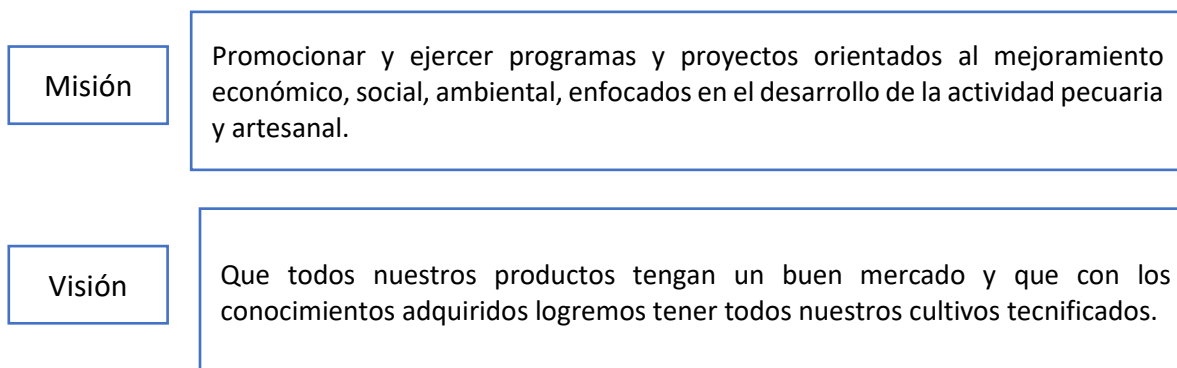 Misión
Promocionar y ejercer programas y proyectos orientados al mejoramiento
económico, social, ambiental, enfocados en el desarrollo de la actividad pecuaria
y artesanal.
Visión
Que todos nuestros productos tengan un buen mercado y que con los
conocimientos adquiridos logremos tener todos nuestros cultivos tecnificados.